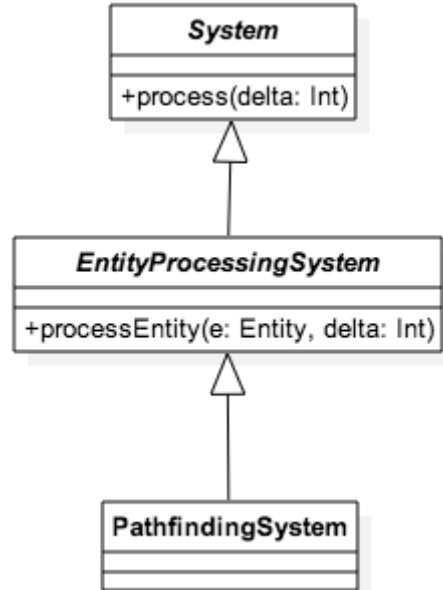 System
+process(delta: Int)
EntityProcessingSystem
+processEntity(e: Entity, delta: Int)
PathfindingSystem